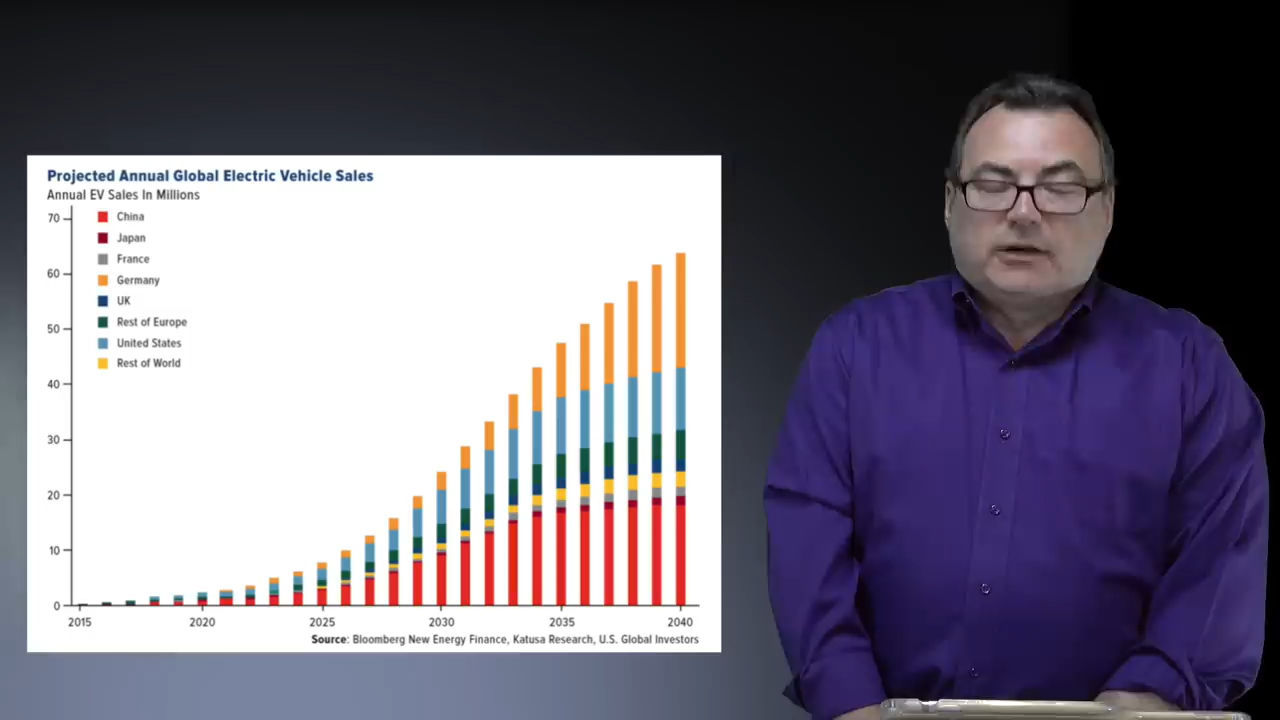 Projected Annual Global Electric Vehicle Sales
Annual EV Sales In Millions
70
60
50
40
30
20
10
0
China
Japan
France
Germany
UK
Rest of Europe
United States
Rest of World
2015 2020 2025 2030 2035 2040
Source: Bloomberg New Energy Finance, Katusa Research, U.S. Global Investors